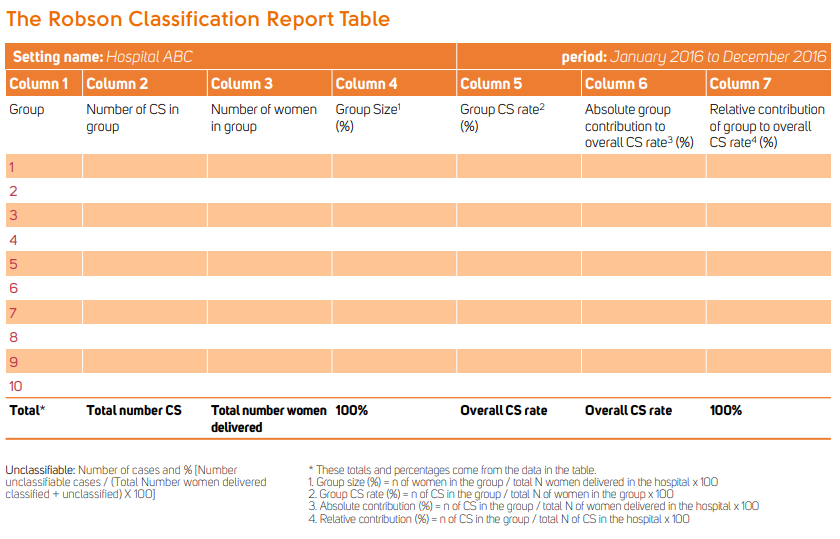 The Robson Classification Report Table
Setting name: Hospital ABC period: January 2016 to December 2016
Column 1 Column 2 Column 3 Column 4 Column 5 Column 6 Column 7
Group Number of CS in Number of women Group Size¹ Group CS rate² Absolute group Relative contribution
group in group (%) (%) contribution to of group to overall
overall CS rate³ (%) CS rate⁴ (%)
1
2
3
4
5
6
7
8
9
10
Total* Total number CS Total number women 100% Overall CS rate Overall CS rate 100%
delivered
Unclassifiable: Number of cases and % [Number
unclassifiable cases / (Total Number women delivered
classified + unclassified) X 100]
* These totals and percentages come from the data in the table.
1. Group size (%) = n of women in the group / total N women delivered in the hospital x 100
2. Group CS rate (%) = n of CS in the group / total N of women in the group x 100
3. Absolute contribution (%) = n of CS in the group / total N of women delivered in the hospital x 100
4. Relative contribution (%) = n of CS in the group / total N of CS in the hospital x 100